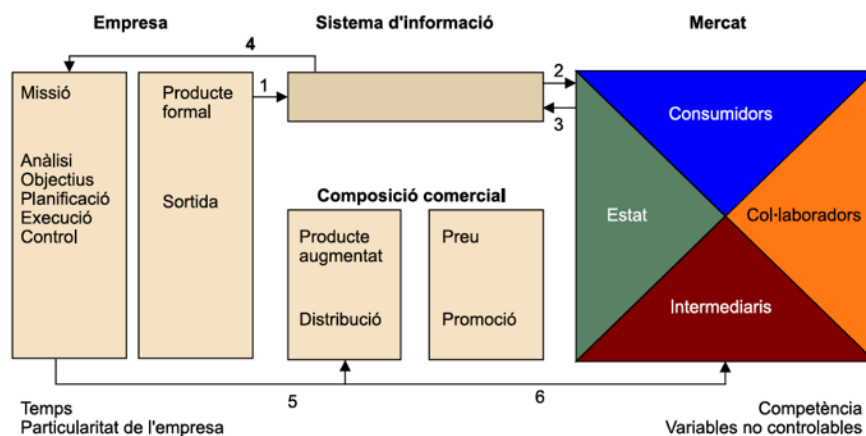 Empresa
Sistema d'informació
Mercat
4
1
2
3
Missió
Anàlisi
Objectius
Planificació
Execució
Control
Producte
formal
Sortida
Composició comercial
Producte
augmentat
Distribució
Preu
Promoció
Consumidors
Estat
Col·laboradors
Intermediaris
5
6
Temps
Particularitat de l'empresa
Competència
Variables no controlables